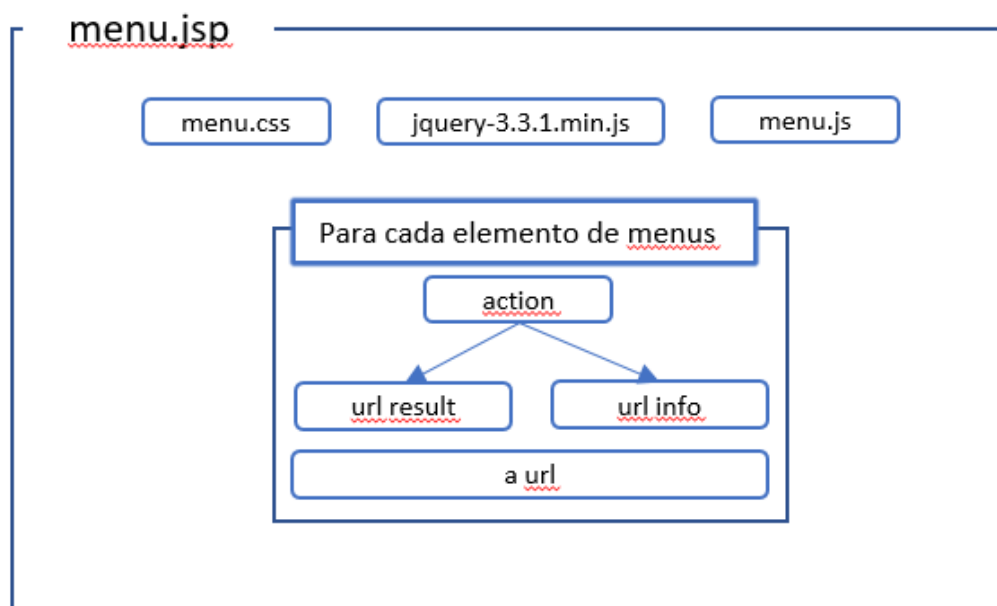 menu.jsp
menu.css
jquery-3.3.1.min.js
menu.js
Para cada elemento de menus
action
url result
url info
a url